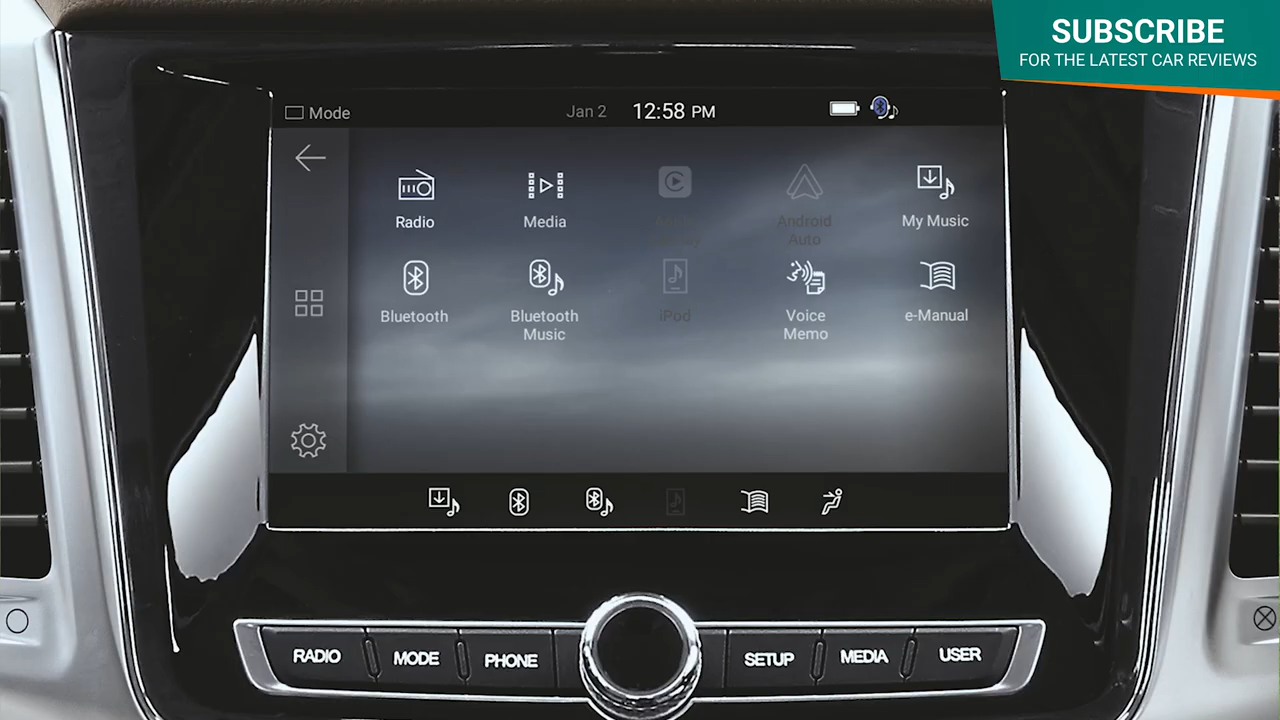 SUBSCRIBE
FOR THE LATEST CAR REVIEWS
Mode
Jan 2
12:58 PM
Radio
Media
Android
Auto
My Music
Bluetooth
Bluetooth
Music
iPod
Voice
Memo
e-Manual
RADIO
MODE
PHONE
SETUP
MEDIA
USER